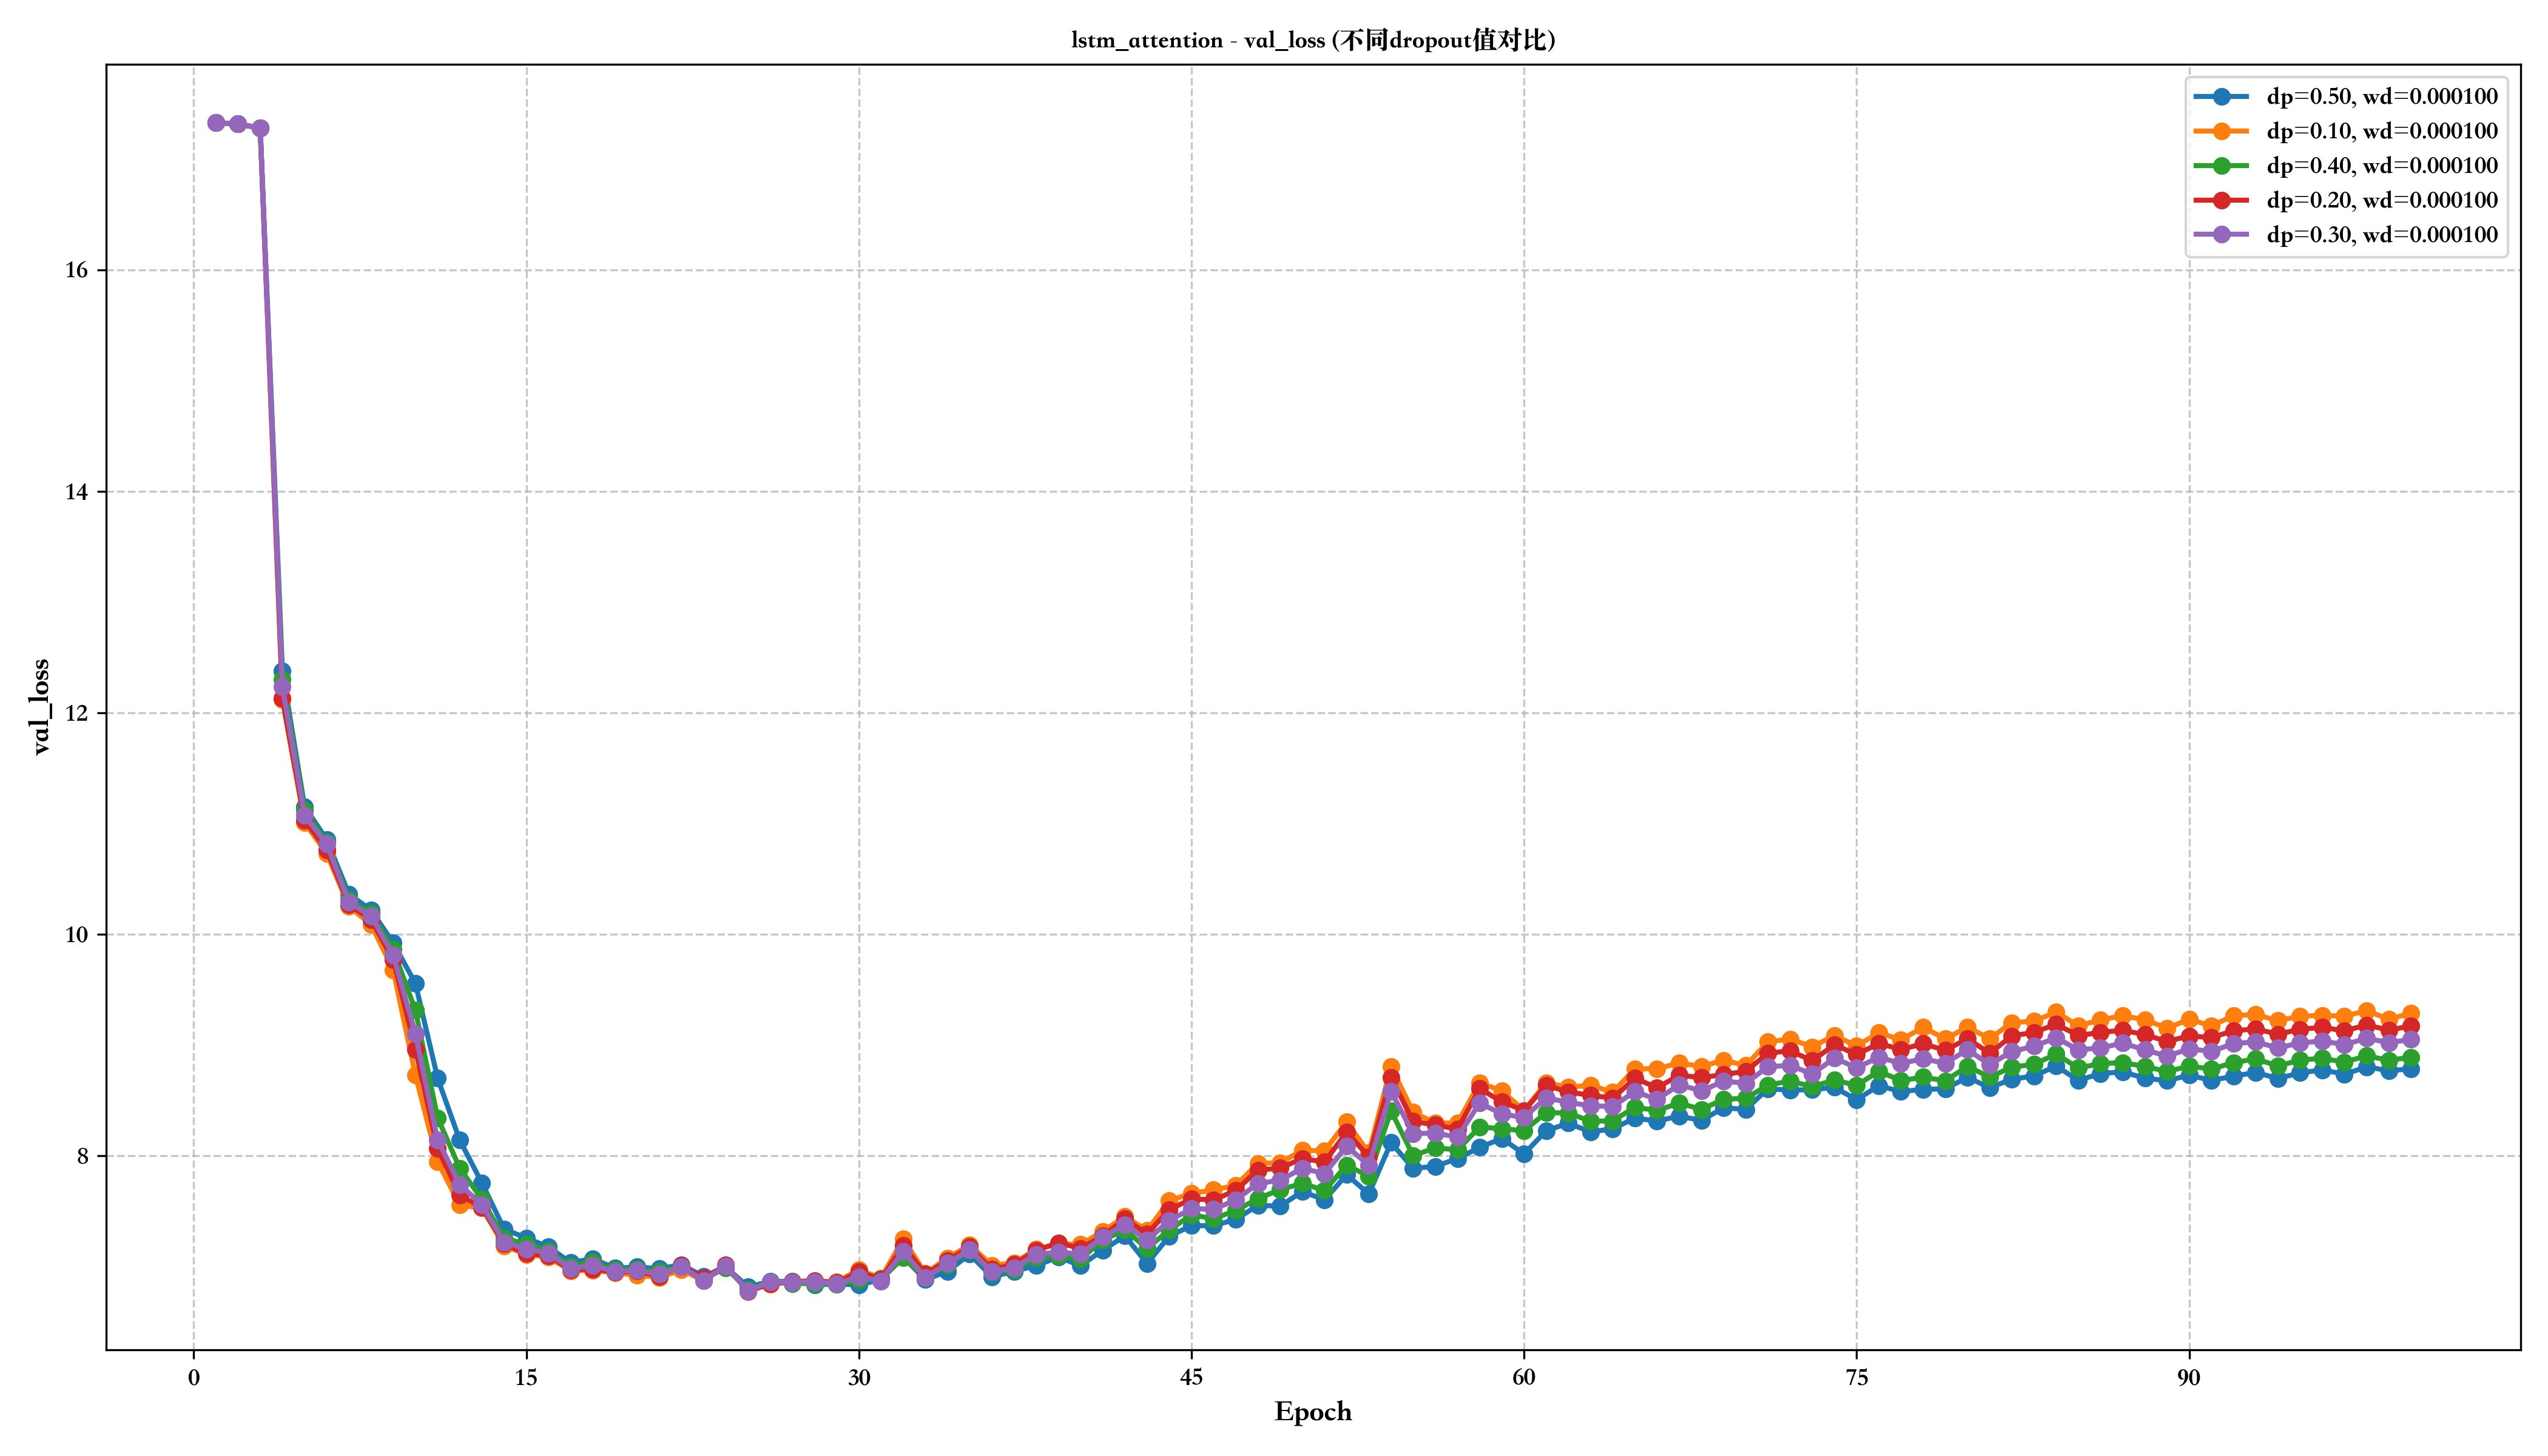 lstm_attention - val_loss (不同dropout值对比)
dp=0.50, wd=0.000100
dp=0.10, wd=0.000100
dp=0.40, wd=0.000100
dp=0.20, wd=0.000100
dp=0.30, wd=0.000100
val_loss
16
14
12
10
8
0 15 30 45 60 75 90
Epoch